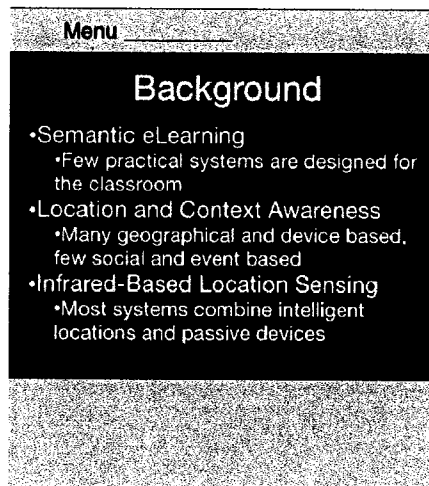 Menu
Background
•Semantic eLearning
•Few practical systems are designed for
the classroom
•Location and Context Awareness
•Many geographical and device based,
few social and event based
•Infrared-Based Location Sensing
•Most systems combine intelligent
locations and passive devices